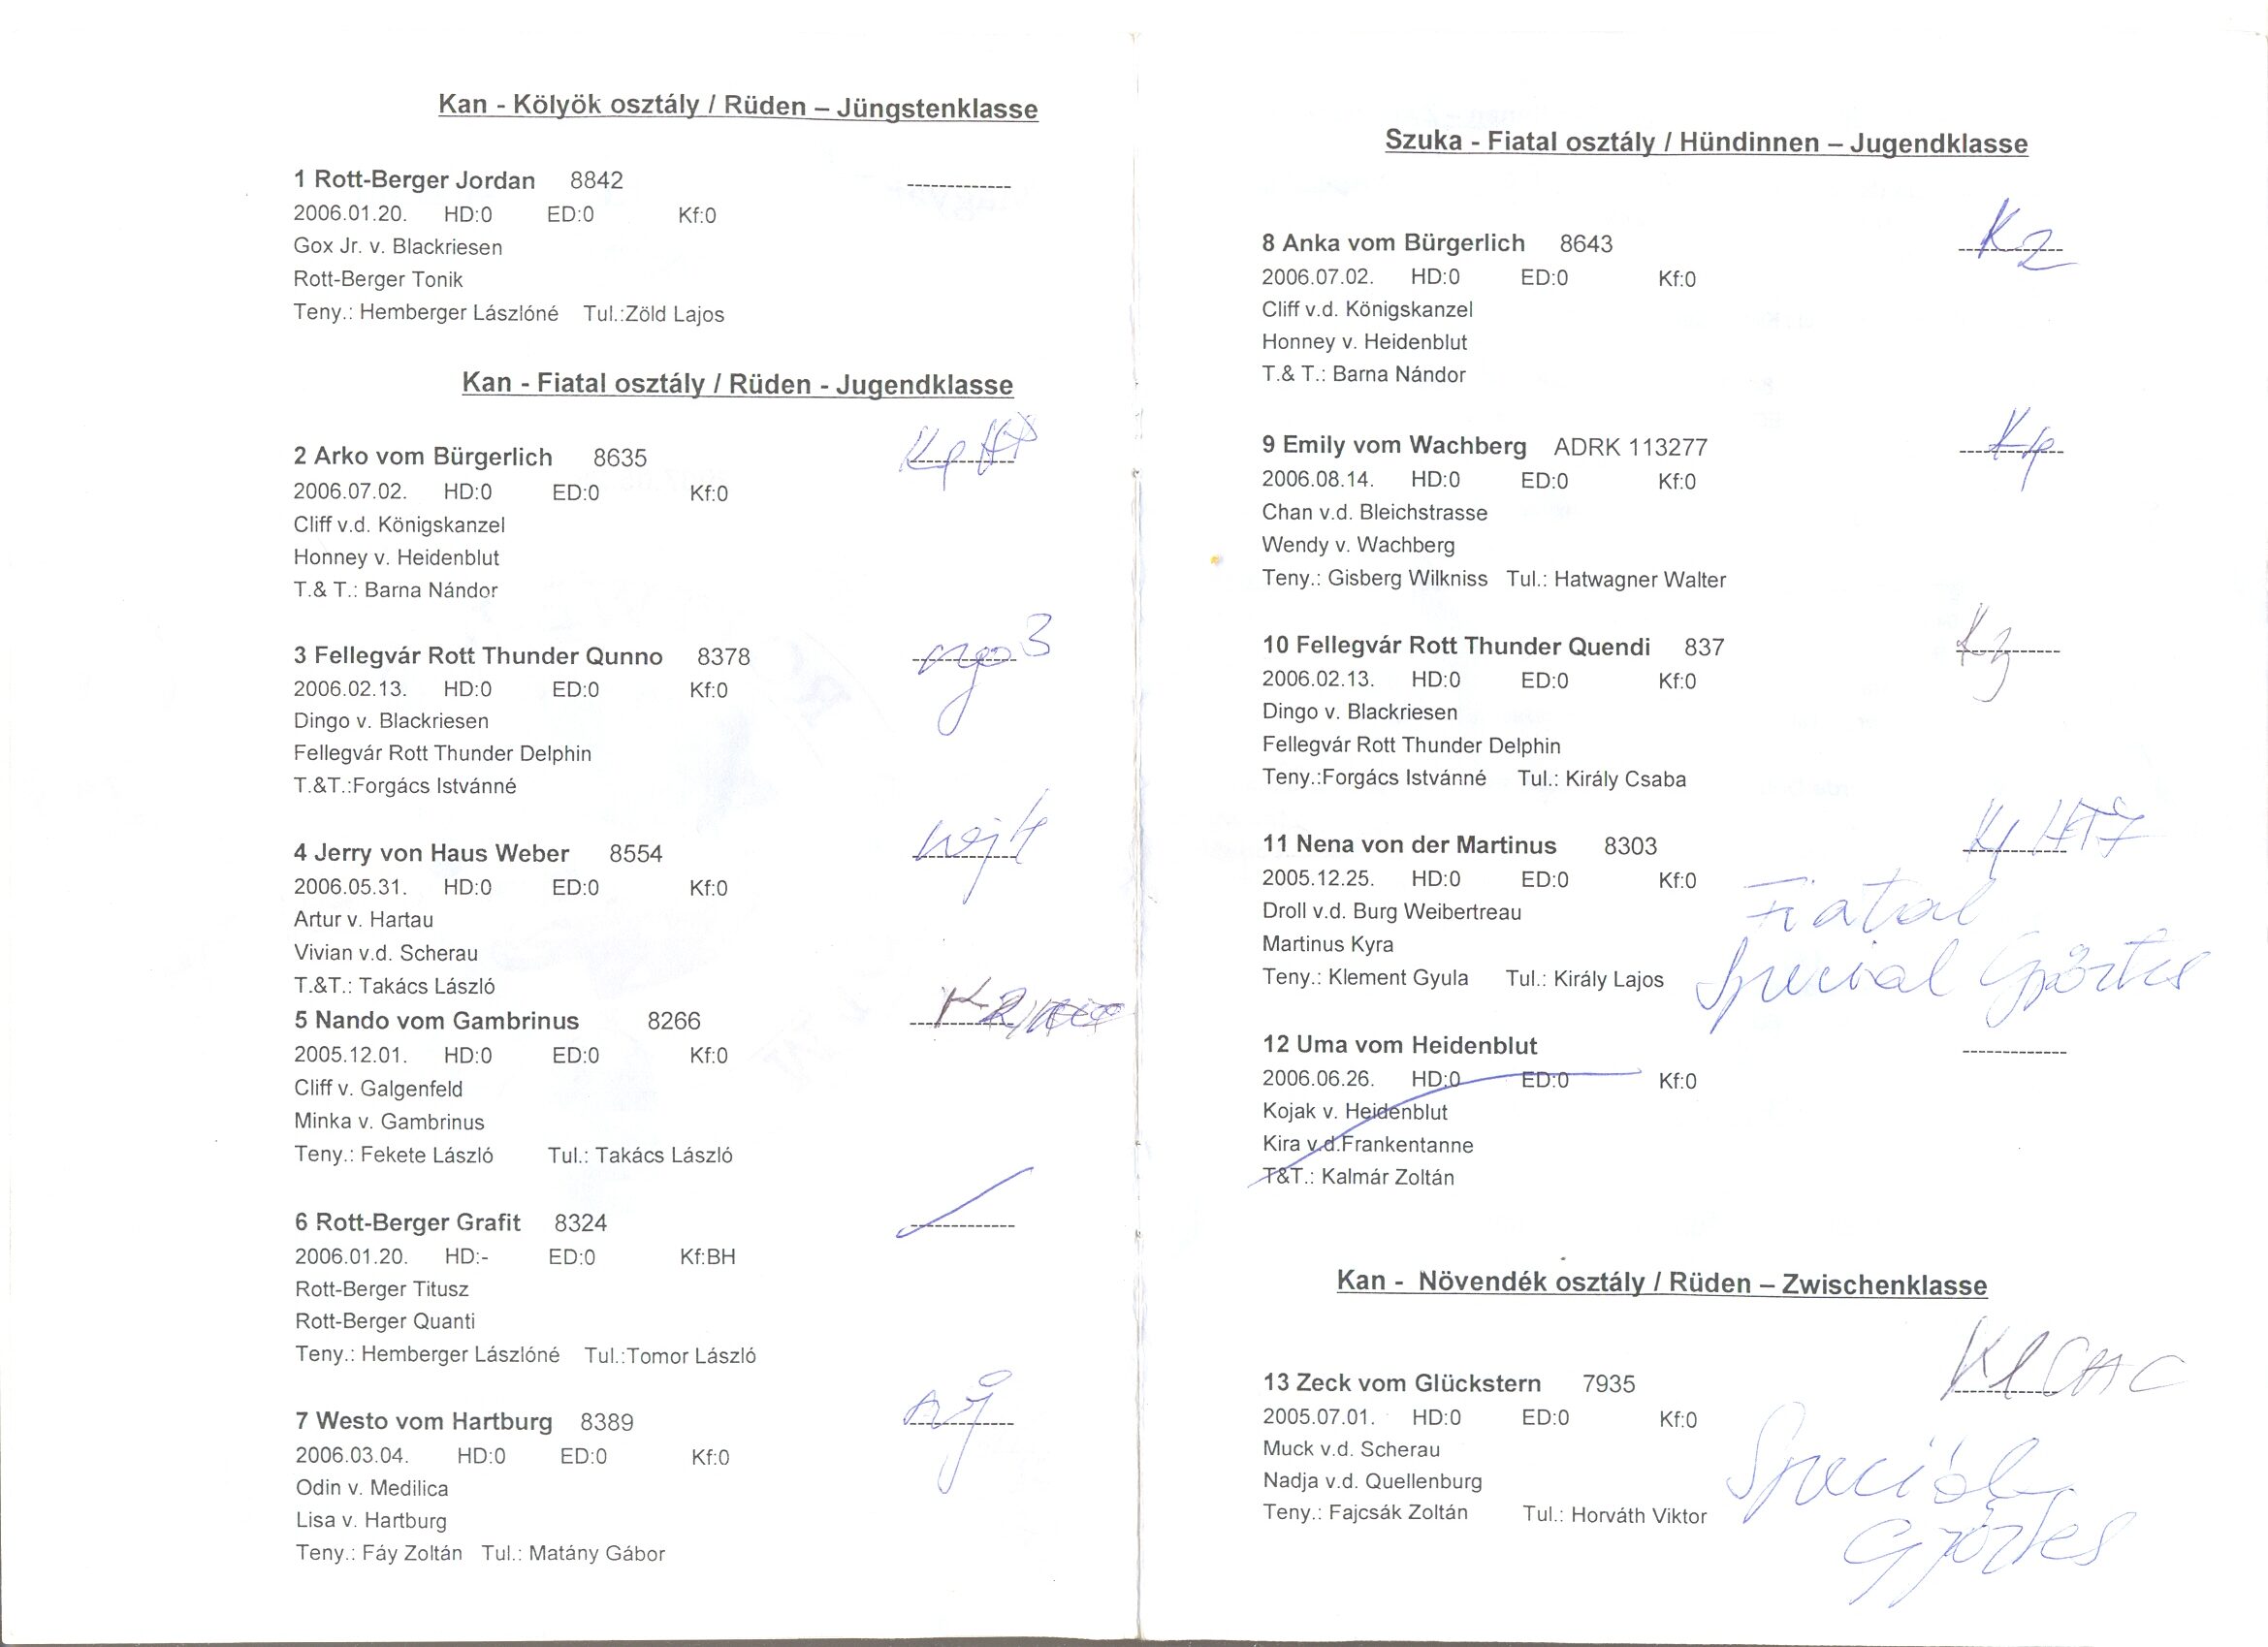 Kan - Kölyök osztály / Rüden – Jüngstenklasse
1 Rott-Berger Jordan 8842 -------------
2006.01.20. HD:0 ED:0 Kf:0
Gox Jr. v. Blackriesen
Rott-Berger Tonik
Teny.: Hemberger Lászlóné Tul.:Zöld Lajos
Kan - Fiatal osztály / Rüden - Jugendklasse
2 Arko vom Bürgerlich 8635
2006.07.02. HD:0 ED:0 Kf:0
Cliff v.d. Königskanzel
Honney v. Heidenblut
T.& T.: Barna Nándor
3 Fellegvár Rott Thunder Qunno 8378 3
2006.02.13. HD:0 ED:0 Kf:0
Dingo v. Blackriesen
Fellegvár Rott Thunder Delphin
T.&T.:Forgács Istvánné
4 Jerry von Haus Weber 8554
2006.05.31. HD:0 ED:0 Kf:0
Artur v. Hartau
Vivian v.d. Scherau
T.&T.: Takács László
5 Nando vom Gambrinus 8266 K2
2005.12.01. HD:0 ED:0 Kf:0
Cliff v. Galgenfeld
Minka v. Gambrinus
Teny.: Fekete László Tul.: Takács László
6 Rott-Berger Grafit 8324 -------------
2006.01.20. HD:- ED:0 Kf:BH
Rott-Berger Titusz
Rott-Berger Quanti
Teny.: Hemberger Lászlóné Tul.:Tomor László
7 Westo vom Hartburg 8389
2006.03.04. HD:0 ED:0 Kf:0
Odin v. Medilica
Lisa v. Hartburg
Teny.: Fáy Zoltán Tul.: Matány Gábor
Szuka - Fiatal osztály / Hündinnen – Jugendklasse
8 Anka vom Bürgerlich 8643 K2
2006.07.02. HD:0 ED:0 Kf:0
Cliff v.d. Königskanzel
Honney v. Heidenblut
T.& T.: Barna Nándor
9 Emily vom Wachberg ADRK 113277 K4
2006.08.14. HD:0 ED:0 Kf:0
Chan v.d. Bleichstrasse
Wendy v. Wachberg
Teny.: Gisberg Wilkniss Tul.: Hatwagner Walter
10 Fellegvár Rott Thunder Quendi 837 K3
2006.02.13. HD:0 ED:0 Kf:0
Dingo v. Blackriesen
Fellegvár Rott Thunder Delphin
Teny.:Forgács Istvánné Tul.: Király Csaba
11 Nena von der Martinus 8303 K1
2005.12.25. HD:0 ED:0 Kf:0
Fiatal
Droll v.d. Burg Weibertreau
Martinus Kyra
Special Győztes
Teny.: Klement Gyula Tul.: Király Lajos
12 Uma vom Heidenblut -------------
2006.06.26. HD:0 ED:0 Kf:0
Kojak v. Heidenblut
Kira v.d.Frankentanne
T&T.: Kalmár Zoltán
Kan - Növendék osztály / Rüden – Zwischenklasse
13 Zeck vom Glückstern 7935 K1 CAC
2005.07.01. HD:0 ED:0 Kf:0
Muck v.d. Scherau
Nadja v.d. Quellenburg
Speciál
Teny.: Fajcsák Zoltán Tul.: Horváth Viktor
Győztes